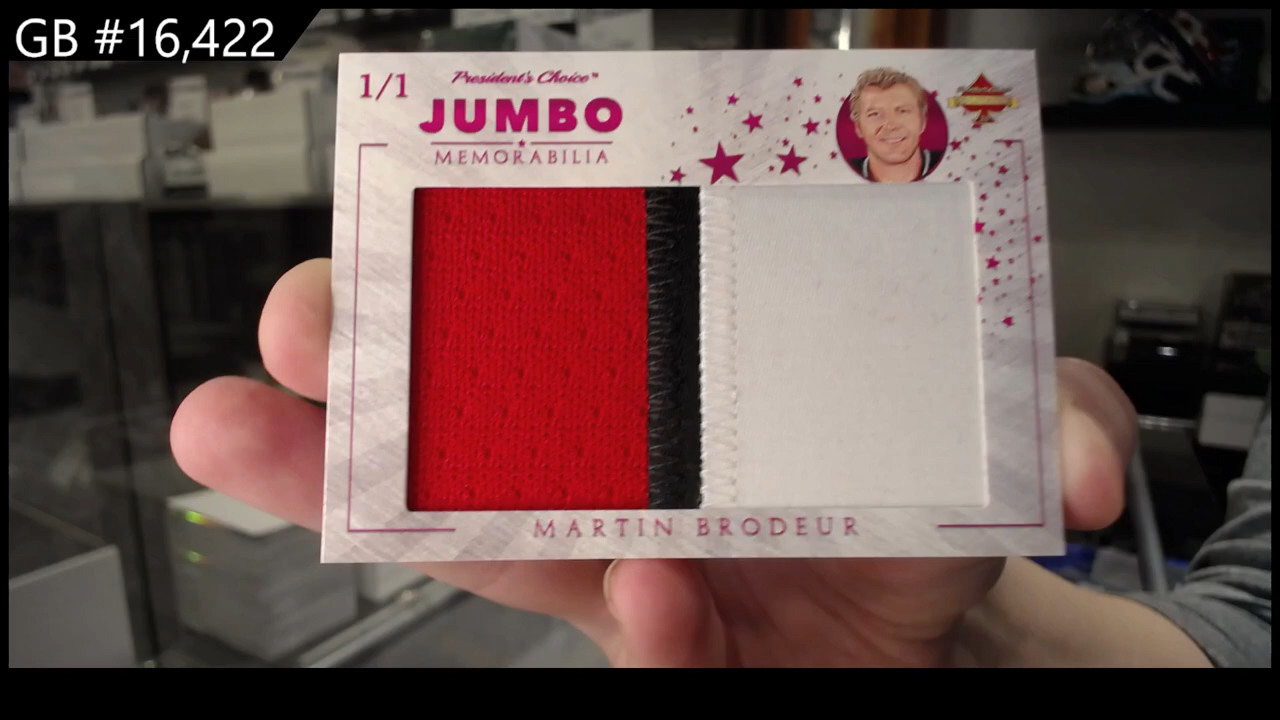 GB #16,422
1/1
President's Choice™
JUMBO
MEMORABILIA
MARTIN BRODEUR